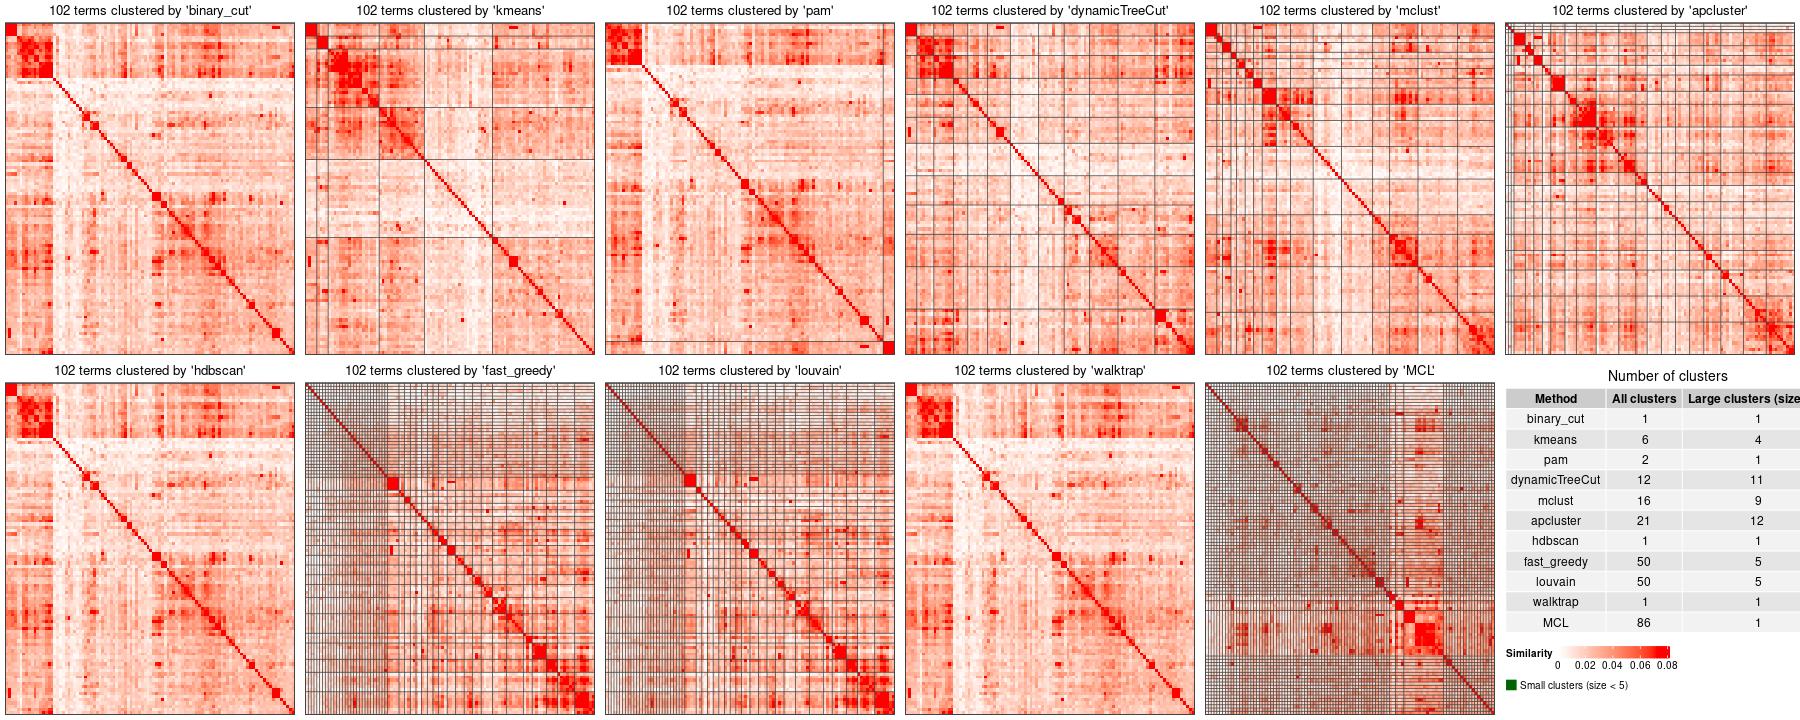 102 terms clustered by 'binary_cut'
102 terms clustered by 'kmeans'
102 terms clustered by 'pam'
102 terms clustered by 'dynamicTreeCut'
102 terms clustered by 'mclust'
102 terms clustered by 'apcluster'
102 terms clustered by 'hdbscan'
102 terms clustered by 'fast_greedy'
102 terms clustered by 'louvain'
102 terms clustered by 'walktrap'
102 terms clustered by 'MCL'
Number of clusters
Method All clusters Large clusters (size
binary_cut 1 1
kmeans 6 4
pam 2 1
dynamicTreeCut 12 11
mclust 16 9
apcluster 21 12
hdbscan 1 1
fast_greedy 50 5
louvain 50 5
walktrap 1 1
MCL 86 1
Similarity
0 0.02 0.04 0.06 0.08
Small clusters (size < 5)